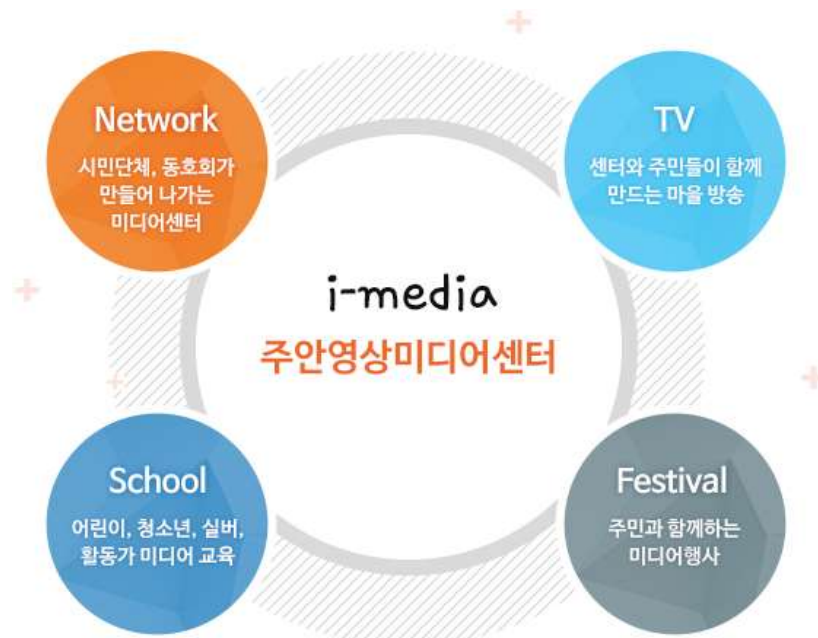 Network
시민단체, 동호회가
만들어 나가는
미디어센터
TV
센터와 주민들이 함께
만드는 마을 방송
i-media
주안영상미디어센터
School
어린이, 청소년, 실버,
활동가 미디어 교육
Festival
주민과 함께하는
미디어행사